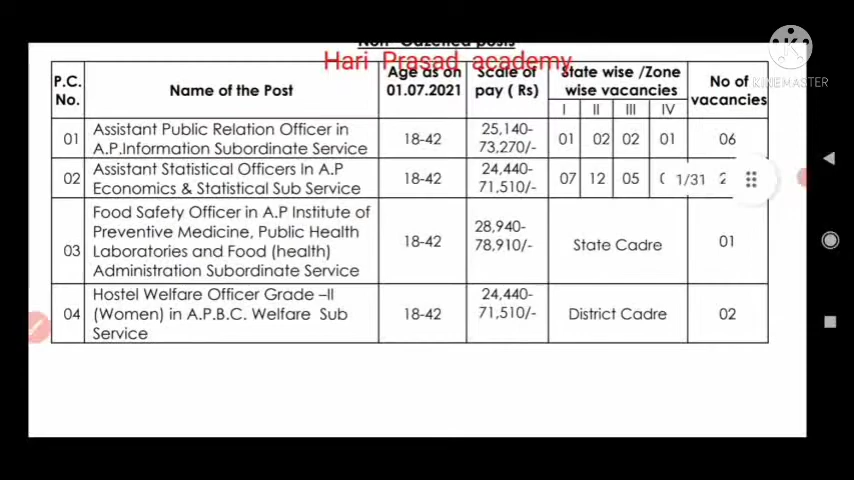 Non- Gazetted posts
Hari Prasad academy
KINEMASTER
P.C. No.
Name of the Post
Age as on 01.07.2021
Scale of pay ( Rs)
State wise /Zone wise vacancies
I II III IV
No of vacancies
01
Assistant Public Relation Officer in
A.P.Information Subordinate Service
18-42
25,140-
73,270/-
01 02 02 01
06
02
Assistant Statistical Officers In A.P
Economics & Statistical Sub Service
18-42
24,440-
71,510/-
07 12 05
1/31
03
Food Safety Officer in A.P Institute of
Preventive Medicine, Public Health
Laboratories and Food (health)
Administration Subordinate Service
18-42
28,940-
78,910/-
State Cadre
01
04
Hostel Welfare Officer Grade –II
(Women) in A.P.B.C. Welfare Sub
Service
18-42
24,440-
71,510/-
District Cadre
02